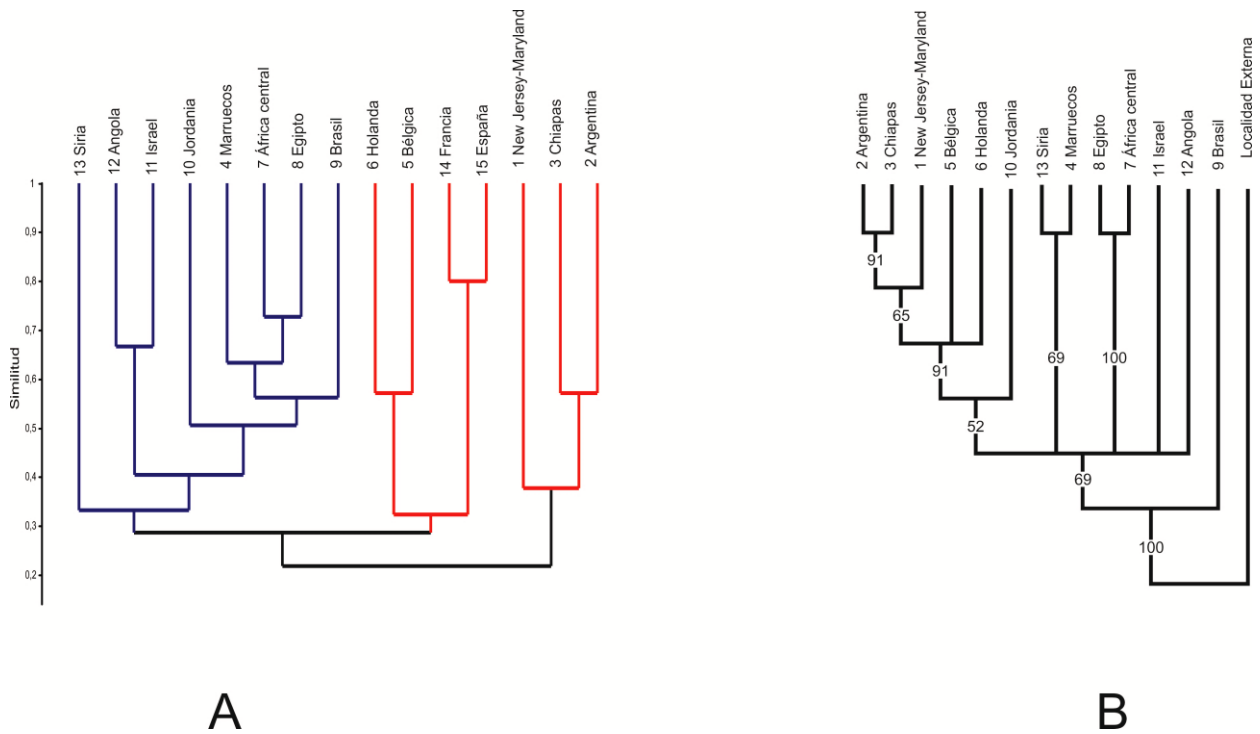 13 Siria
12 Angola
11 Israel
10 Jordania
4 Marruecos
7 África central
8 Egipto
9 Brasil
6 Holanda
5 Bélgica
14 Francia
15 España
1 New Jersey-Maryland
3 Chiapas
2 Argentina
Similitud
1
0,9
0,8
0,7
0,6
0,5
0,4
0,3
0,2
A
2 Argentina
3 Chiapas
1 New Jersey-Maryland
5 Bélgica
6 Holanda
10 Jordania
13 Siria
4 Marruecos
8 Egipto
7 África central
11 Israel
12 Angola
9 Brasil
Localidad Externa
91
65
91
69
100
52
69
100
B